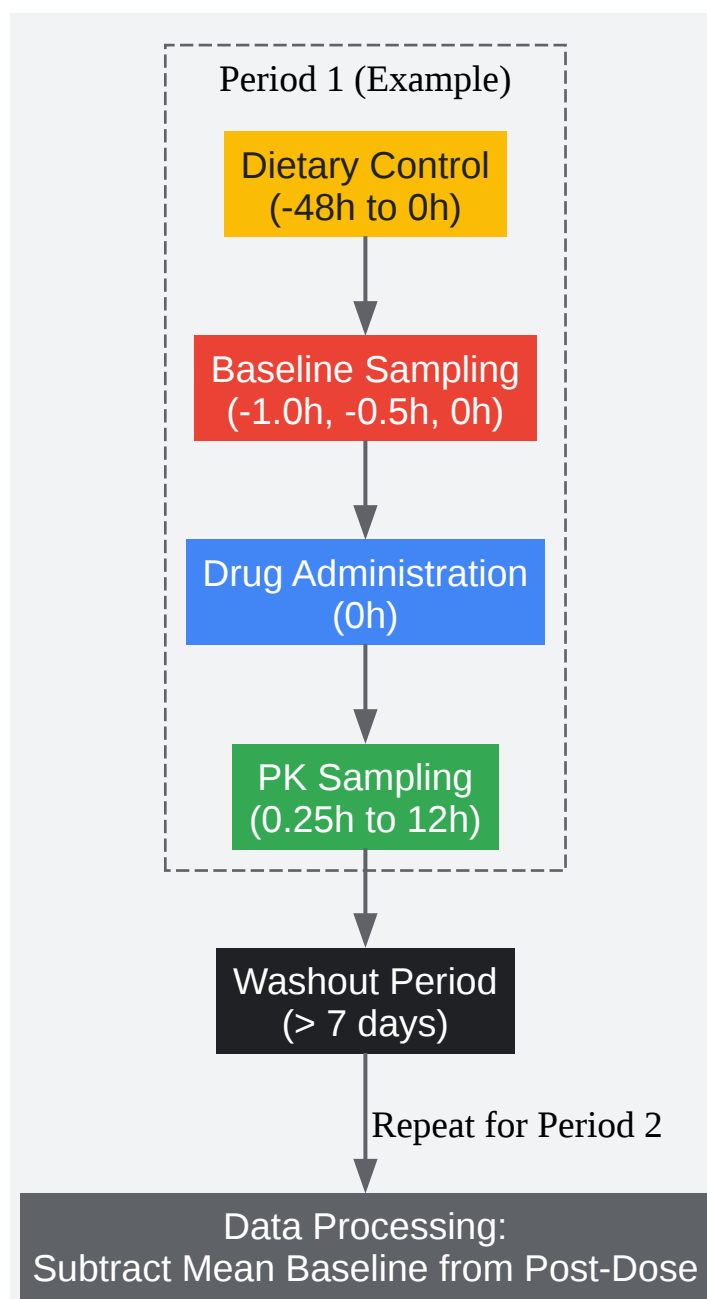 Period 1 (Example)
Dietary Control
(-48h to 0h)
Baseline Sampling
(-1.0h, -0.5h, 0h)
Drug Administration
(0h)
PK Sampling
(0.25h to 12h)
Washout Period
(> 7 days)
Repeat for Period 2
Data Processing:
Subtract Mean Baseline from Post-Dose